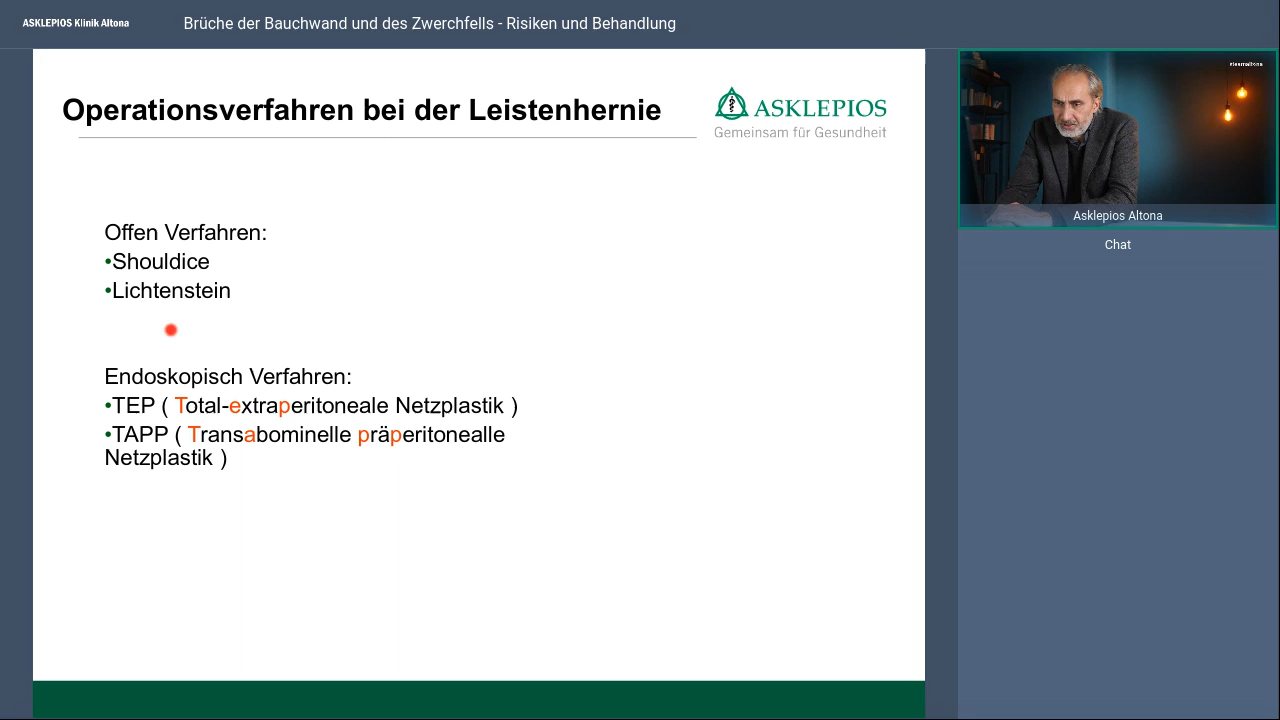 ASKLEPIOS Klinik Altona
Brüche der Bauchwand und des Zwerchfells - Risiken und Behandlung
Operationsverfahren bei der Leistenhernie
ASKLEPIOS
Gemeinsam für Gesundheit
#teamaltona
Offen Verfahren:
•Shouldice
•Lichtenstein
Endoskopisch Verfahren:
•TEP ( Total-extraperitoneale Netzplastik )
•TAPP ( Transabominelle präperitonealle
Netzplastik )
Asklepios Altona
Chat